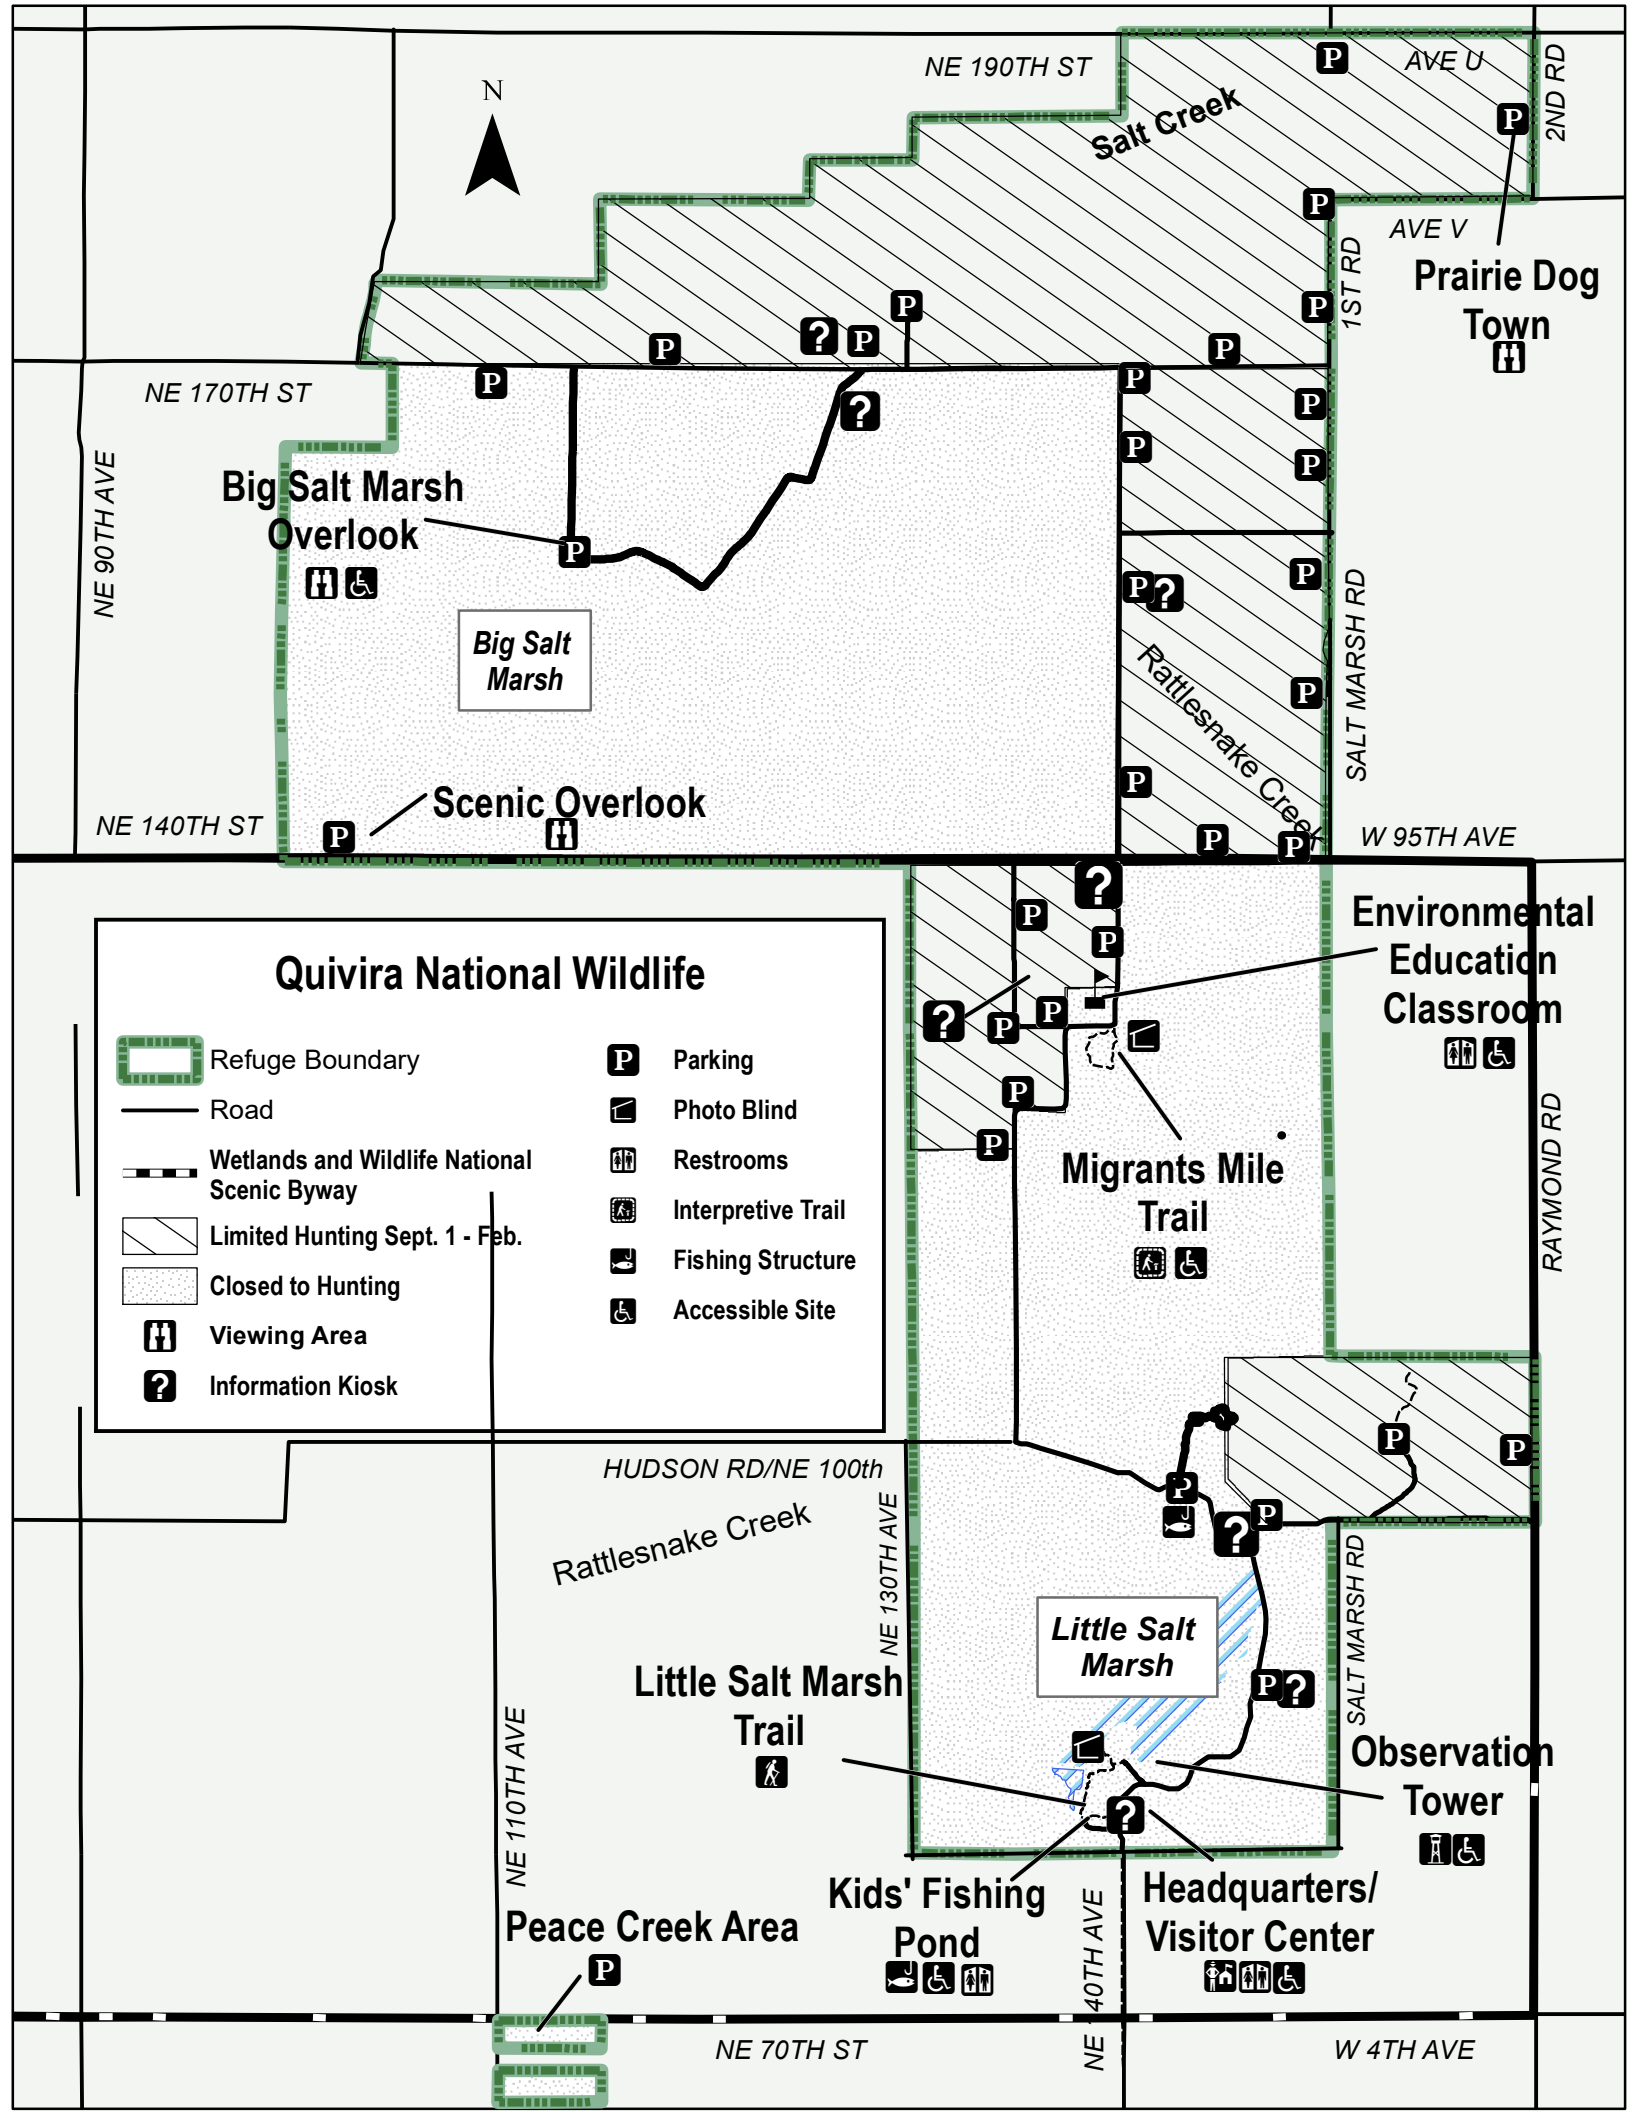 NE 190TH ST
AVE U
2ND RD
N
Salt Creek
AVE V
1ST RD
Prairie Dog
Town
NE 170TH ST
NE 90TH AVE
Big Salt Marsh
Overlook
Big Salt
Marsh
Rattlesnake Creek
SALT MARSH RD
Scenic Overlook
NE 140TH ST
W 95TH AVE
Environmental
Education
Classroom
Quivira National Wildlife
Refuge Boundary
Road
Wetlands and Wildlife National
Scenic Byway
Limited Hunting Sept. 1 - Feb.
Closed to Hunting
Viewing Area
? Information Kiosk
P Parking
Photo Blind
Restrooms
Interpretive Trail
Fishing Structure
Accessible Site
Migrants Mile
Trail
RAYMOND RD
HUDSON RD/NE 100th
Rattlesnake Creek
NE 130TH AVE
SALT MARSH RD
Little Salt
Marsh
Little Salt Marsh
Trail
NE 110TH AVE
Observation
Tower
Kids' Fishing
Pond
Headquarters/
Visitor Center
Peace Creek Area
P
NE 140TH AVE
NE 70TH ST
W 4TH AVE